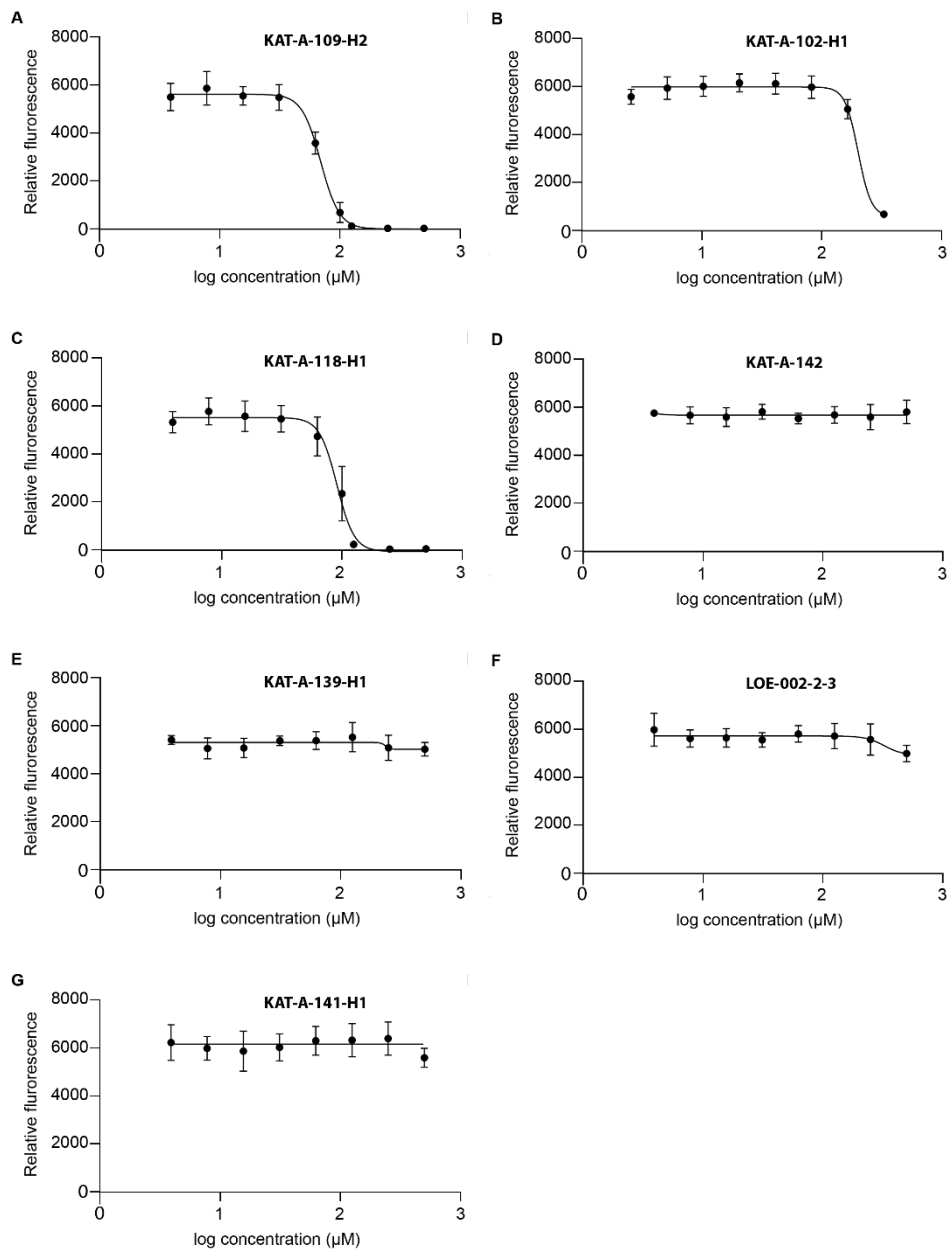 A
KAT-A-109-H2
8000
6000
4000
2000
0
Relative flurorescence
0 1 2 3
log concentration (µM)
B
KAT-A-102-H1
8000
6000
4000
2000
0
Relative flurorescence
0 1 2 3
log concentration (µM)
C
KAT-A-118-H1
8000
6000
4000
2000
0
Relative flurorescence
0 1 2 3
log concentration (µM)
D
KAT-A-142
8000
6000
4000
2000
0
Relative flurorescence
0 1 2 3
log concentration (µM)
E
KAT-A-139-H1
8000
6000
4000
2000
0
Relative flurorescence
0 1 2 3
log concentration (µM)
F
LOE-002-2-3
8000
6000
4000
2000
0
Relative flurorescence
0 1 2 3
log concentration (µM)
G
KAT-A-141-H1
8000
6000
4000
2000
0
Relative flurorescence
0 1 2 3
log concentration (µM)